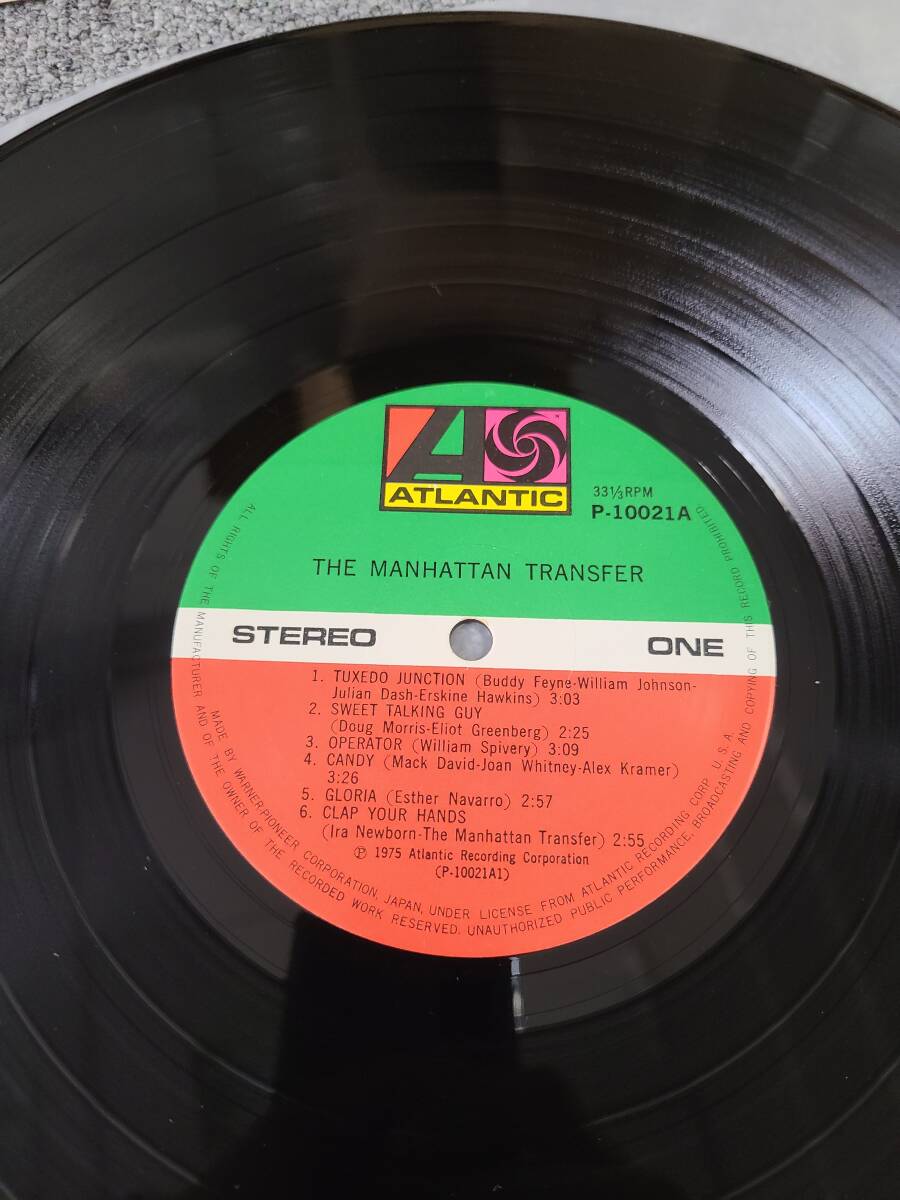 ATLANTIC
33⅓RPM
P-10021A
THE MANHATTAN TRANSFER
STEREO
ONE
1. TUXEDO JUNCTION (Buddy Feyne-William Johnson-
Julian Dash-Erskine Hawkins) 3:03
2. SWEET TALKING GUY
(Doug Morris-Eliot Greenberg) 2:25
3. OPERATOR (William Spivery) 3:09
4. CANDY (Mack David-Joan Whitney-Alex Kramer)
3:26
5. GLORIA (Esther Navarro) 2:57
6. CLAP YOUR HANDS
(Ira Newborn-The Manhattan Transfer) 2:55
Ⓟ 1975 Atlantic Recording Corporation
(P-10021A1)
MADE BY WARNER-PIONEER CORPORATION, JAPAN, UNDER LICENSE FROM ATLANTIC RECORDING CORP. U.S.A.
ALL RIGHTS OF THE MANUFACTURER AND OF THE OWNER OF THE RECORDED WORK RESERVED. UNAUTHORIZED PUBLIC PERFORMANCE, BROADCASTING AND COPYING OF THIS RECORD PROHIBITED